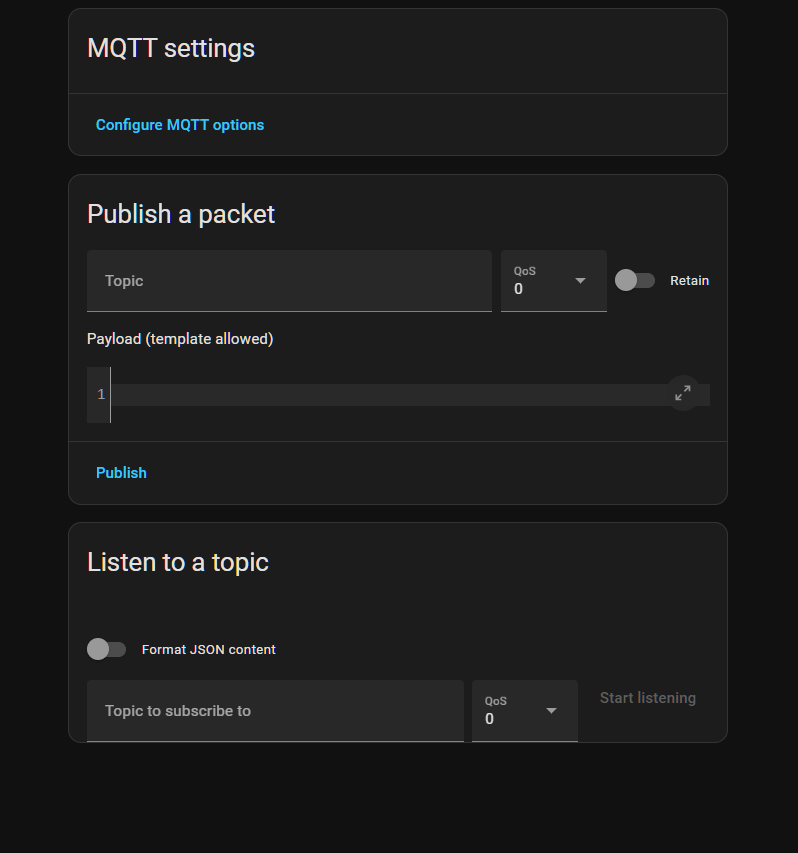 MQTT settings
Configure MQTT options
Publish a packet
Topic
QoS
0
Retain
Payload (template allowed)
1
Publish
Listen to a topic
Format JSON content
Topic to subscribe to
QoS
0
Start listening